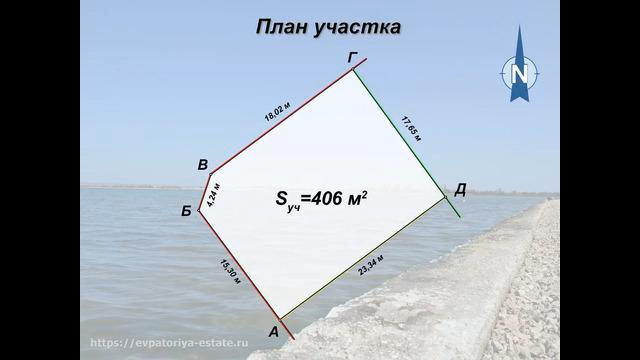 План участка
N
Г
18,02 м
17,65 м
В
4,24 м
Д
Sуч=406 м²
Б
15,30 м
23,34 м
А
https://evpatoriya-estate.ru